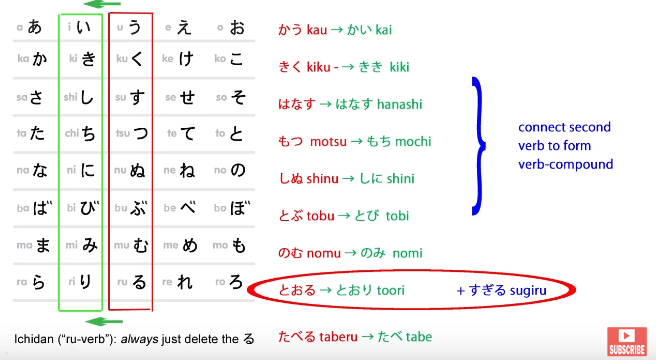 a あ i い u う e え o お
かう kau → かい kai
ka か ki き ku く ke け ko こ
きく kiku - → きき kiki
sa さ shi し su す se せ so そ
はなす → はなす hanashi
ta た chi ち tsu つ te て to と
もつ motsu → もち mochi
connect second
verb to form
verb-compound
na な ni に nu ぬ ne ね no の
しぬ shinu → しに shini
ba ば bi び bu ぶ be べ bo ぼ
とぶ tobu → とび tobi
ma ま mi み mu む me め mo も
のむ nomu → のみ nomi
ra ら ri り ru る re れ ro ろ
とおる → とおり toori + すぎる sugiru
Ichidan ("ru-verb"): always just delete the る
たべる taberu → たべ tabe
SUBSCRIBE